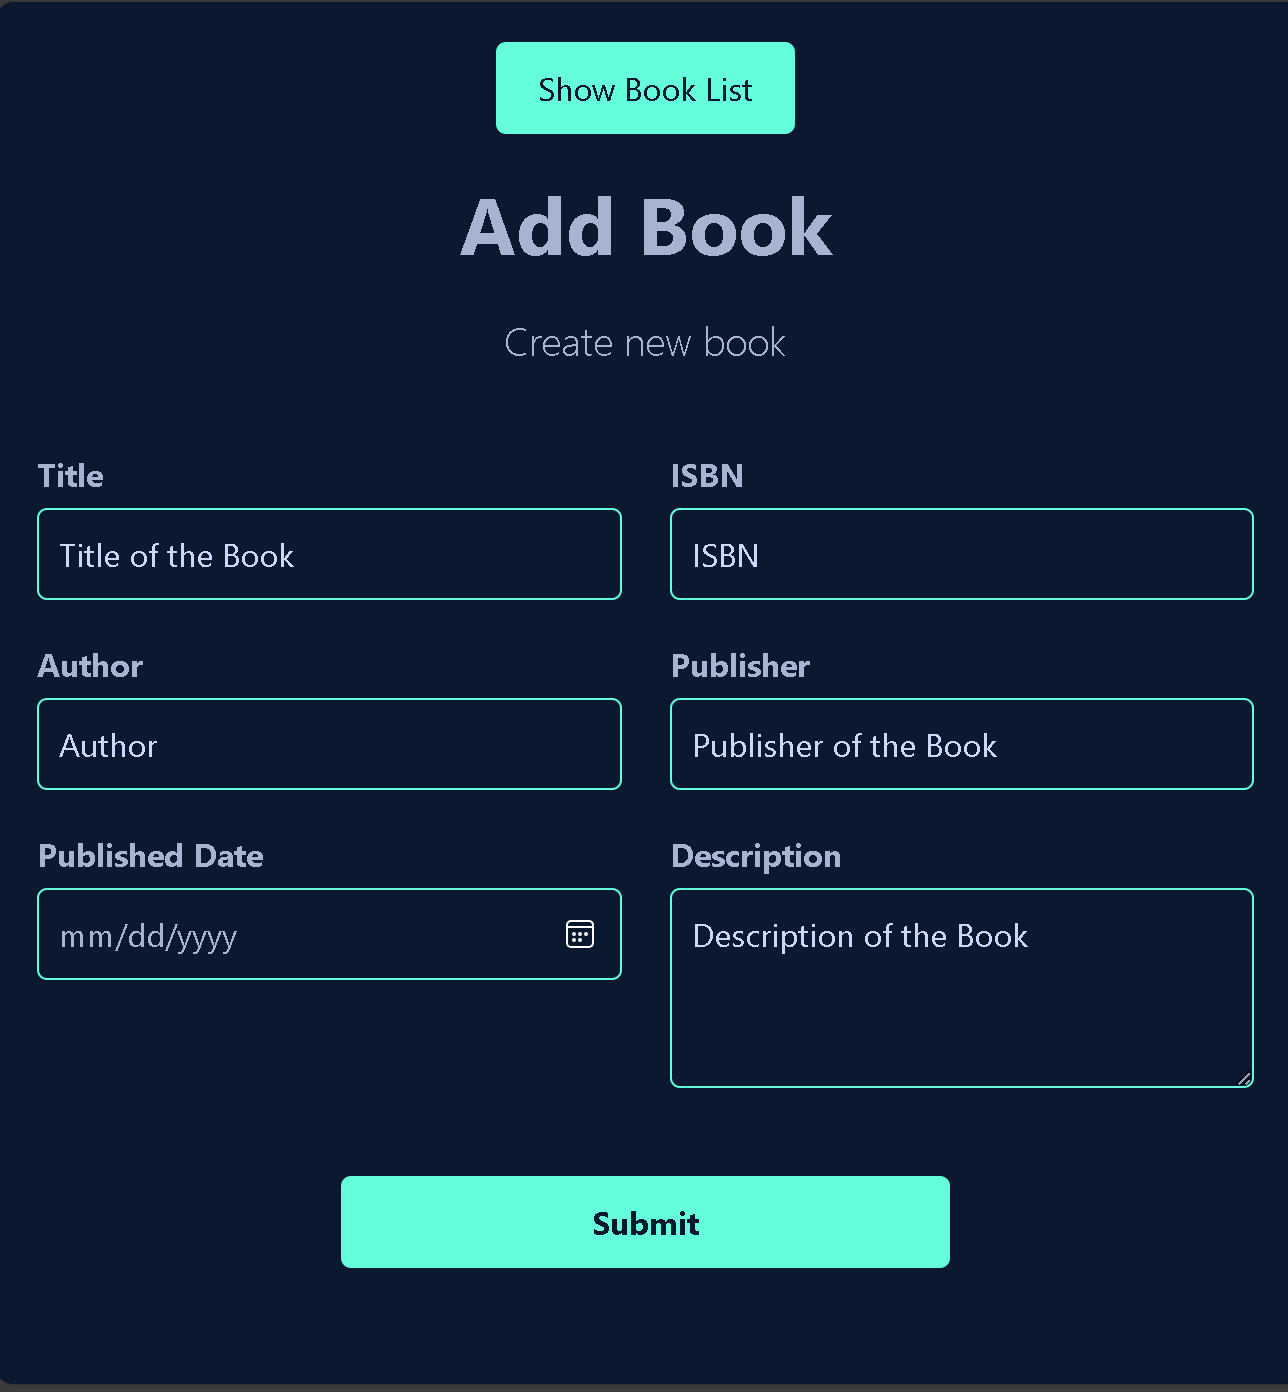 Show Book List
Add Book
Create new book
Title
Title of the Book
ISBN
ISBN
Author
Author
Publisher
Publisher of the Book
Published Date
mm/dd/yyyy
Description
Description of the Book
Submit